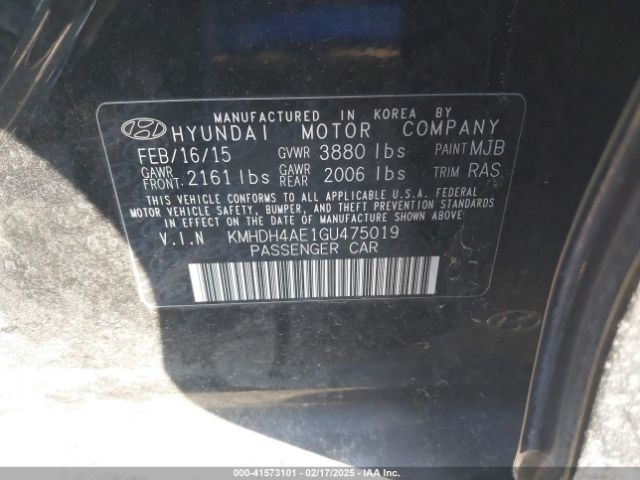 MANUFACTURED IN KOREA BY
HYUNDAI MOTOR COMPANY
FEB/16/15 GVWR 3880 lbs PAINT MJB
GAWR FRONT 2161 lbs GAWR REAR 2006 lbs TRIM RAS
THIS VEHICLE CONFORMS TO ALL APPLICABLE U.S.A. FEDERAL
MOTOR VEHICLE SAFETY, BUMPER, AND THEFT PREVENTION STANDARDS
IN EFFECT ON THE DATE OF MANUFACTURE SHOWN ABOVE.
V.I.N KMHDH4AE1GU475019
PASSENGER CAR
000-41573101 - 02/17/2025 - IAA Inc.